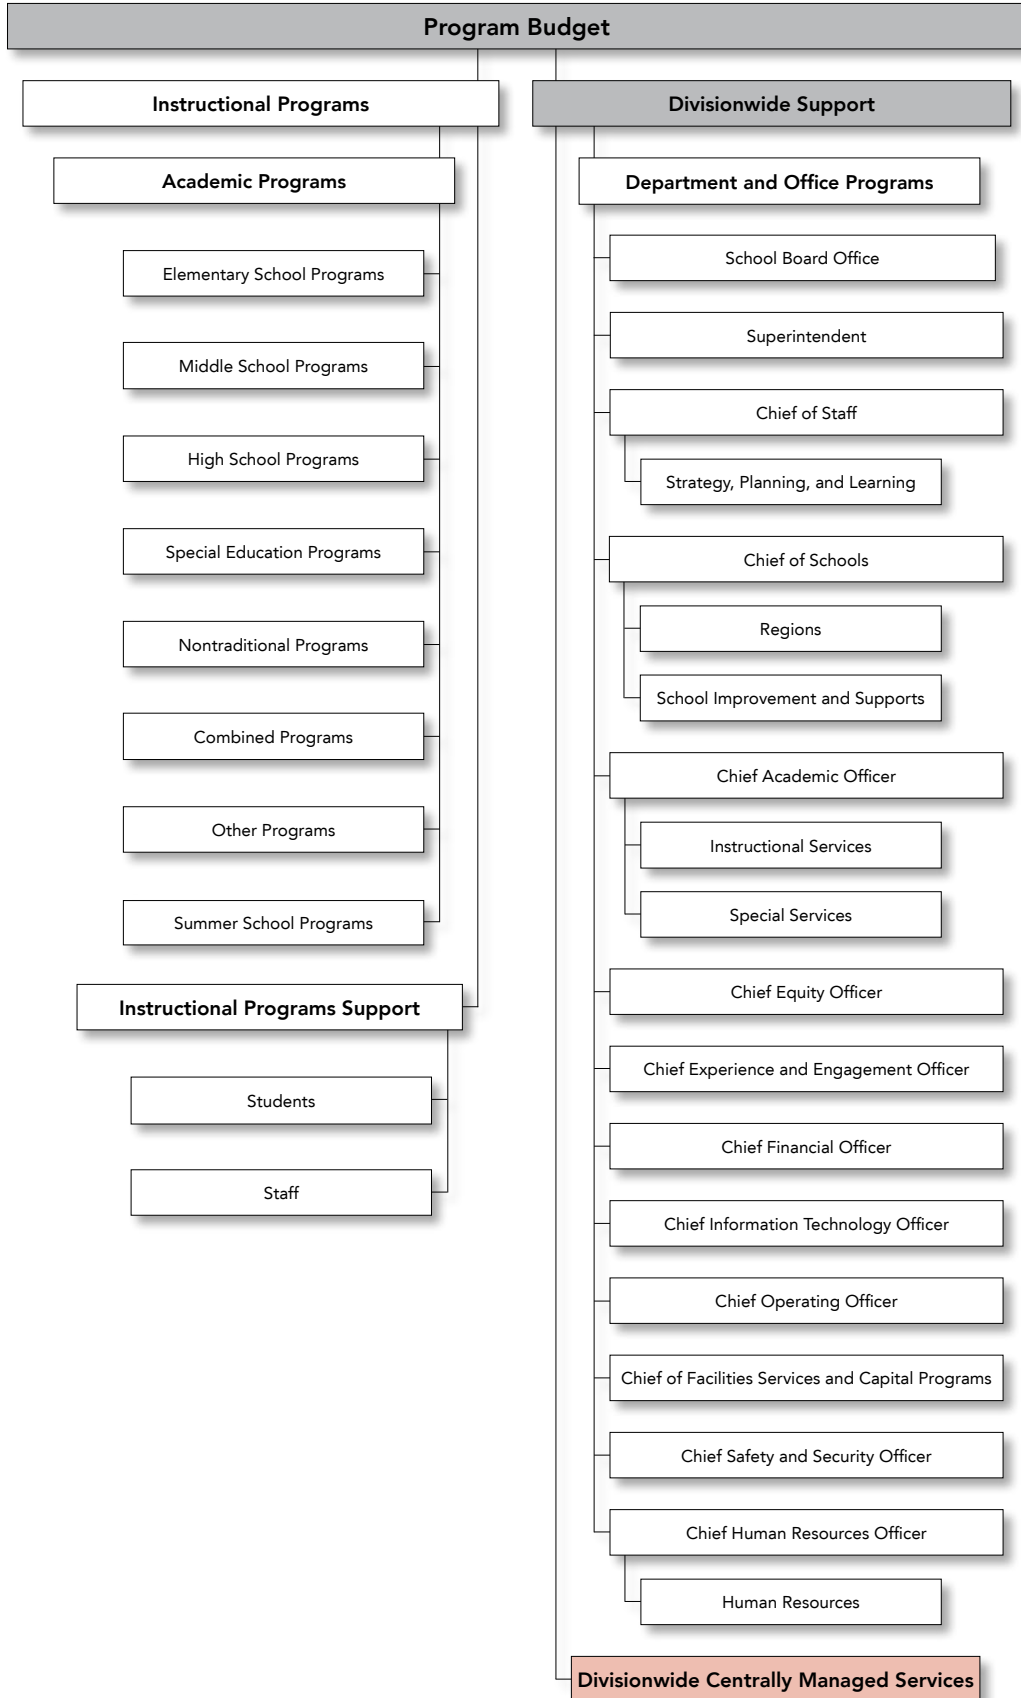 Program Budget
Instructional Programs
Academic Programs
Elementary School Programs
Middle School Programs
High School Programs
Special Education Programs
Nontraditional Programs
Combined Programs
Other Programs
Summer School Programs
Instructional Programs Support
Students
Staff
Divisionwide Support
Department and Office Programs
School Board Office
Superintendent
Chief of Staff
Strategy, Planning, and Learning
Chief of Schools
Regions
School Improvement and Supports
Chief Academic Officer
Instructional Services
Special Services
Chief Equity Officer
Chief Experience and Engagement Officer
Chief Financial Officer
Chief Information Technology Officer
Chief Operating Officer
Chief of Facilities Services and Capital Programs
Chief Safety and Security Officer
Chief Human Resources Officer
Human Resources
Divisionwide Centrally Managed Services